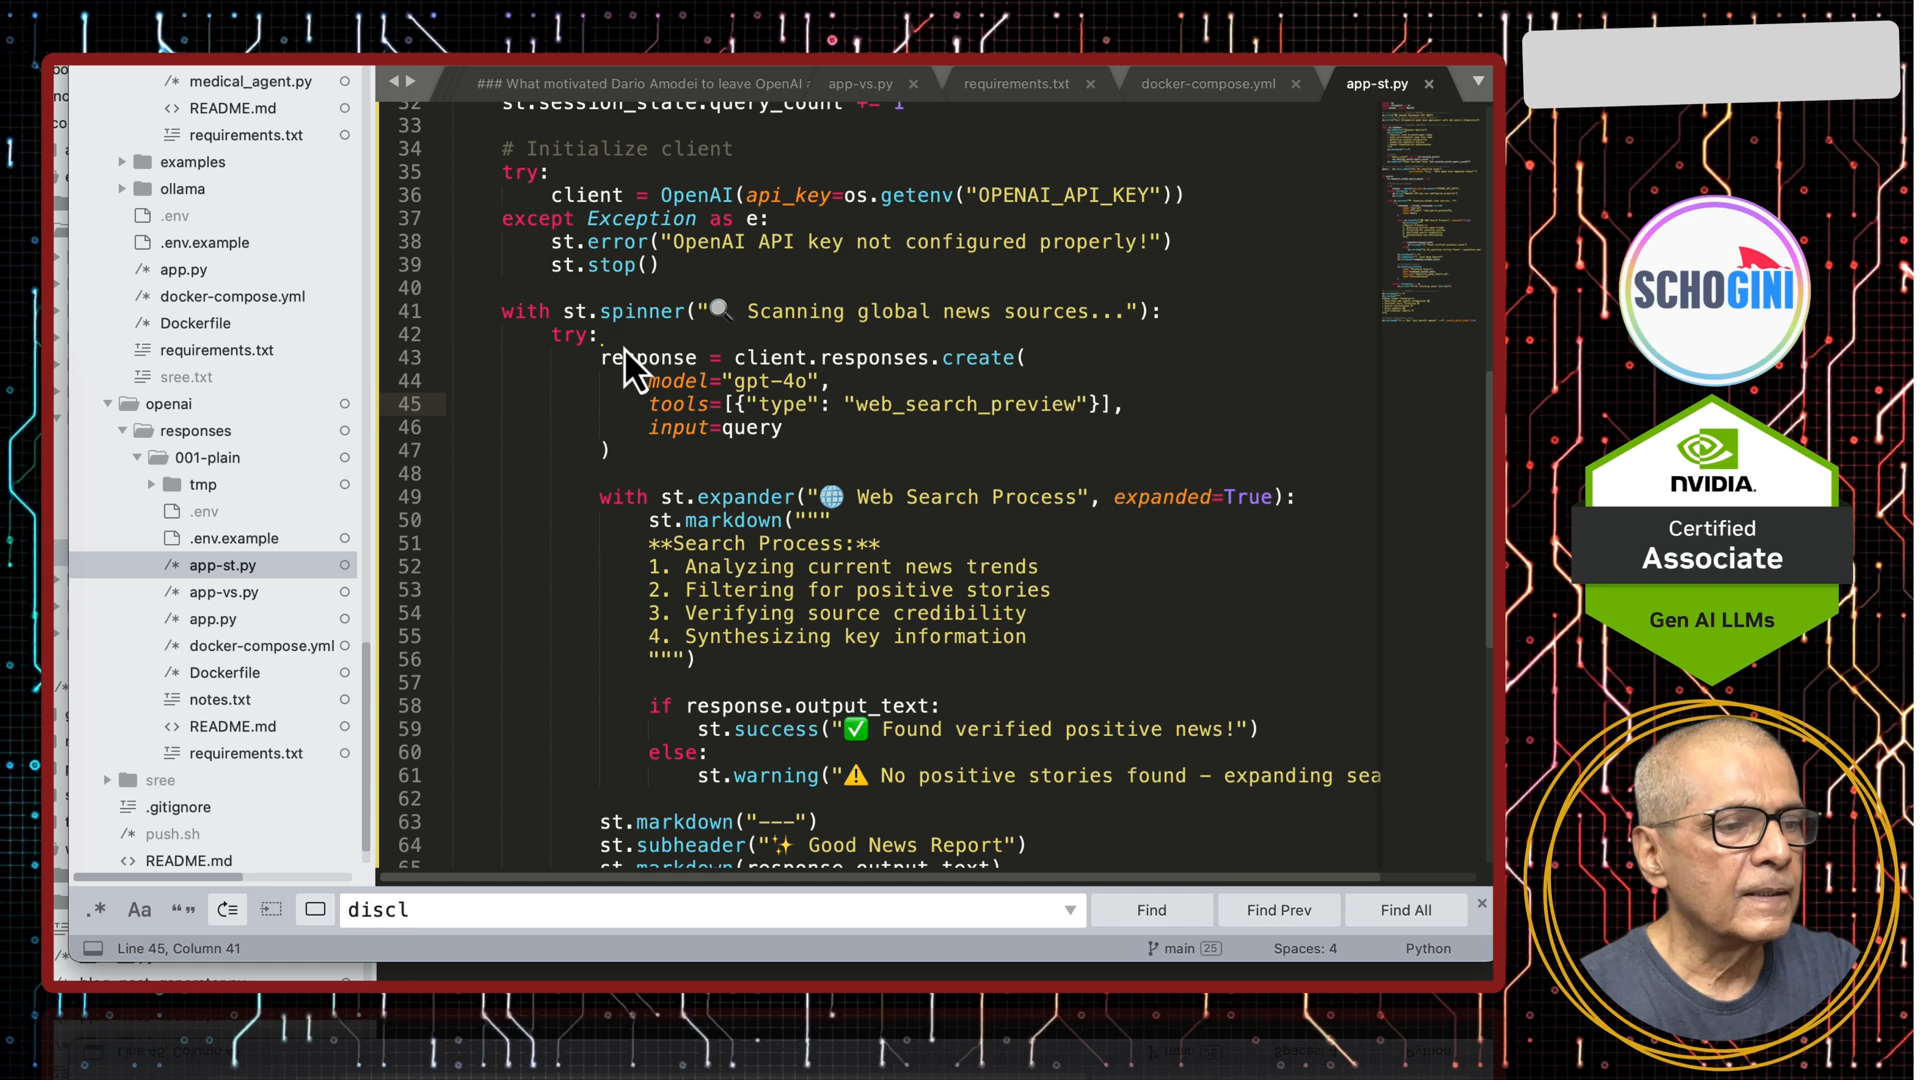 medical_agent.py
README.md
requirements.txt
examples
ollama
.env
.env.example
app.py
docker-compose.yml
Dockerfile
requirements.txt
sree.txt
openai
responses
001-plain
tmp
.env
.env.example
app-st.py
app-vs.py
app.py
docker-compose.yml
Dockerfile
notes.txt
README.md
requirements.txt
sree
.gitignore
push.sh
README.md
### What motivated Dario Amodei to leave OpenAI
app-vs.py
requirements.txt
docker-compose.yml
app-st.py
32 st.session_state.query_count += 1
33
34 # Initialize client
35 try:
36 client = OpenAI(api_key=os.getenv("OPENAI_API_KEY"))
37 except Exception as e:
38 st.error("OpenAI API key not configured properly!")
39 st.stop()
40
41 with st.spinner("🔍 Scanning global news sources..."):
42 try:
43 response = client.responses.create(
44 model="gpt-4o",
45 tools=[{"type": "web_search_preview"}],
46 input=query
47 )
48
49 with st.expander("🌐 Web Search Process", expanded=True):
50 st.markdown("""
51 **Search Process:**
52 1. Analyzing current news trends
53 2. Filtering for positive stories
54 3. Verifying source credibility
55 4. Synthesizing key information
56 """)
57
58 if response.output_text:
59 st.success("✅ Found verified positive news!")
60 else:
61 st.warning("⚠️ No positive stories found - expanding sea
62
63 st.markdown("---")
64 st.subheader("✨ Good News Report")
65 st.markdown(response.output_text)
.* Aa “” discl
Find
Find Prev
Find All
Line 45, Column 41
main 25
Spaces: 4
Python
SCHOGINI
NVIDIA.
Certified
Associate
Gen AI LLMs